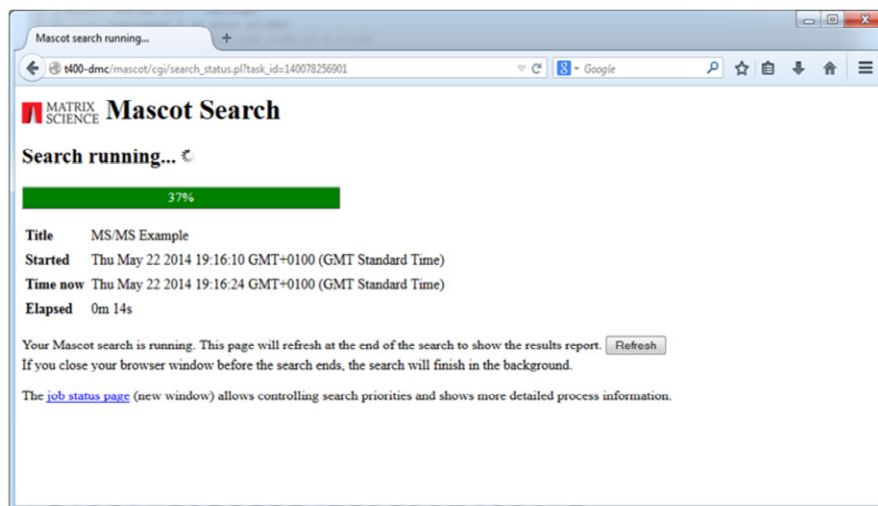 Mascot search running...
t400-dmc/mascot/cgi/search_status.pl?task_id=140078256901
Google
MATRIX SCIENCE Mascot Search
Search running...
37%
Title MS/MS Example
Started Thu May 22 2014 19:16:10 GMT+0100 (GMT Standard Time)
Time now Thu May 22 2014 19:16:24 GMT+0100 (GMT Standard Time)
Elapsed 0m 14s
Your Mascot search is running. This page will refresh at the end of the search to show the results report. Refresh
If you close your browser window before the search ends, the search will finish in the background.
The job status page (new window) allows controlling search priorities and shows more detailed process information.